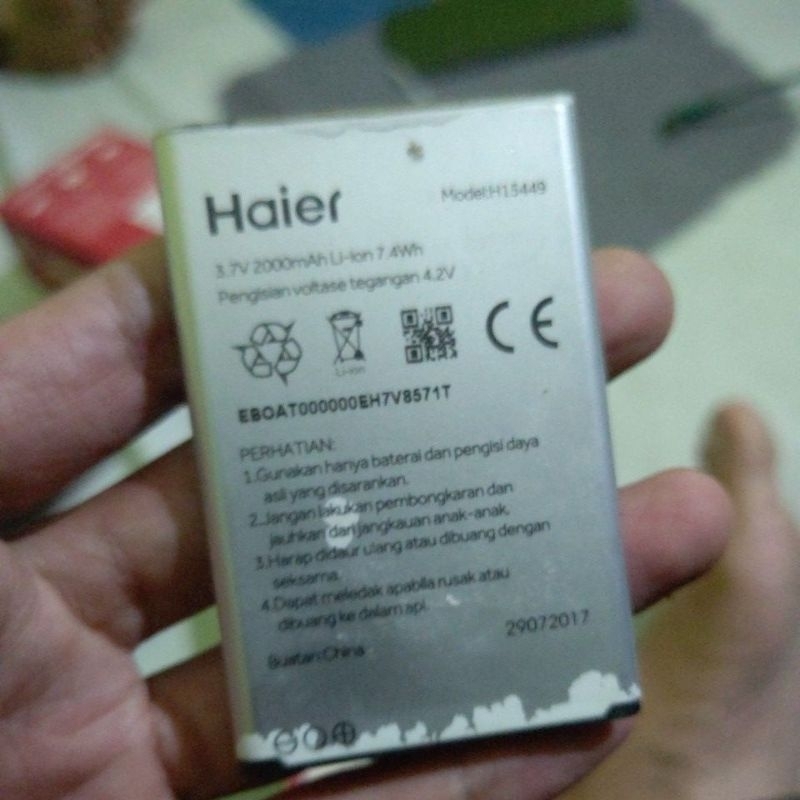 Haier
Model:H15449
3.7V 2000mAh Li-Ion 7.4Wh
Pengisian voltase tegangan 4.2V
Li-Ion
CE
EBOAT000000EH7V8571T
PERHATIAN:
1.Gunakan hanya baterai dan pengisi daya
asli yang disarankan.
2.Jangan lakukan pembongkaran dan
jauhkan dari jangkauan anak-anak.
3.Harap didaur ulang atau dibuang dengan
seksama.
4.Dapat meledak apabila rusak atau
dibuang ke dalam api.
29072017
Buatan China